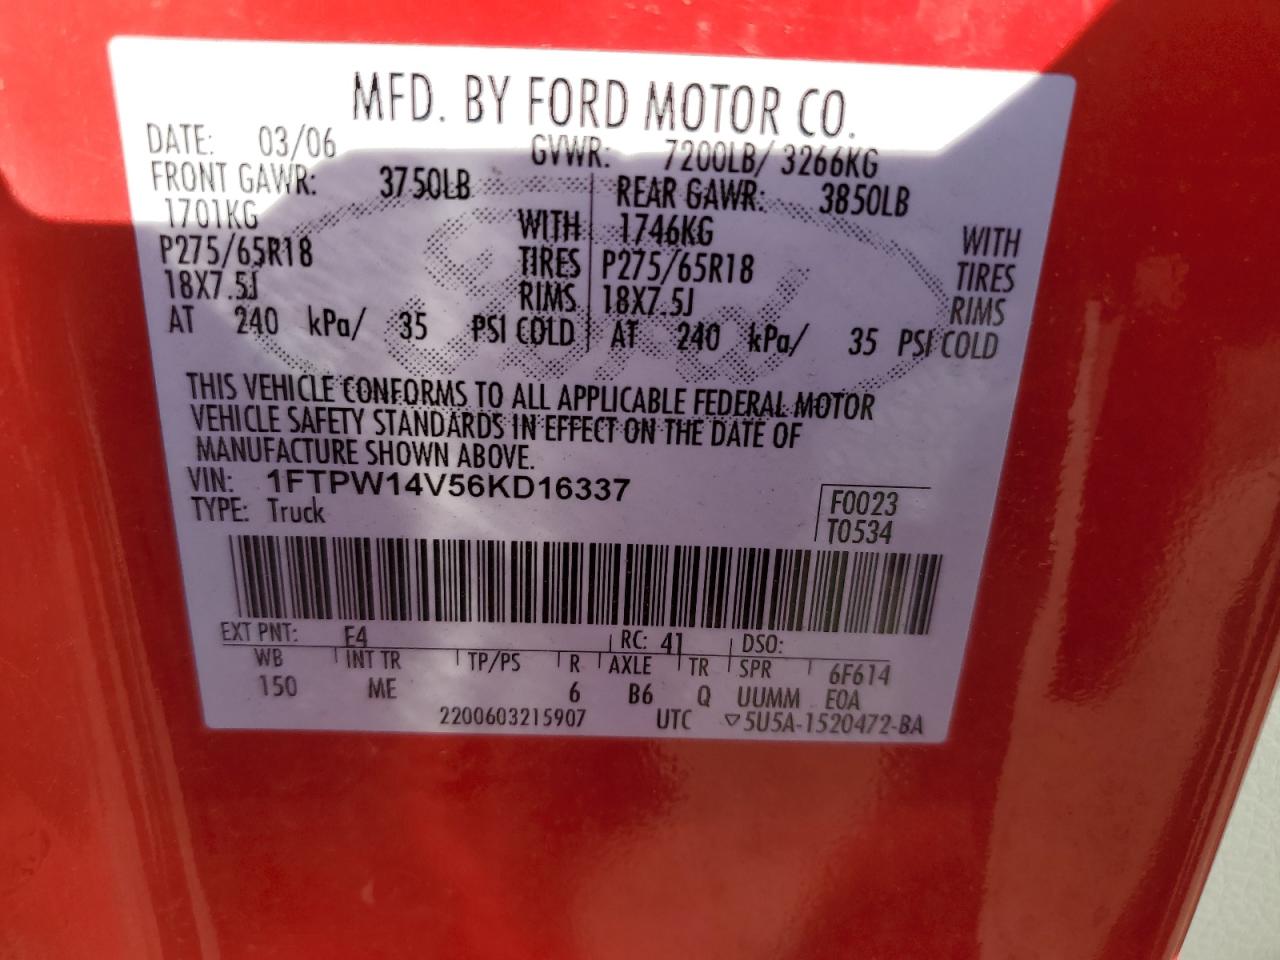 MFD. BY FORD MOTOR CO.
DATE: 03/06 GVWR: 7200LB/ 3266KG
FRONT GAWR: 3750LB REAR GAWR: 3850LB
1701KG WITH 1746KG WITH
P275/65R18 TIRES P275/65R18 TIRES
18X7.5J RIMS 18X7.5J RIMS
AT 240 kPa/ 35 PSI COLD AT 240 kPa/ 35 PSI COLD
THIS VEHICLE CONFORMS TO ALL APPLICABLE FEDERAL MOTOR
VEHICLE SAFETY STANDARDS IN EFFECT ON THE DATE OF
MANUFACTURE SHOWN ABOVE.
VIN: 1FTPW14V56KD16337
TYPE: Truck
F0023
T0534
EXT PNT: E4 RC: 41 DSO:
WB INT TR TP/PS R AXLE TR SPR 6F614
150 ME 6 B6 Q UUMM E0A
2200603215907 UTC ▽5U5A-1520472-BA